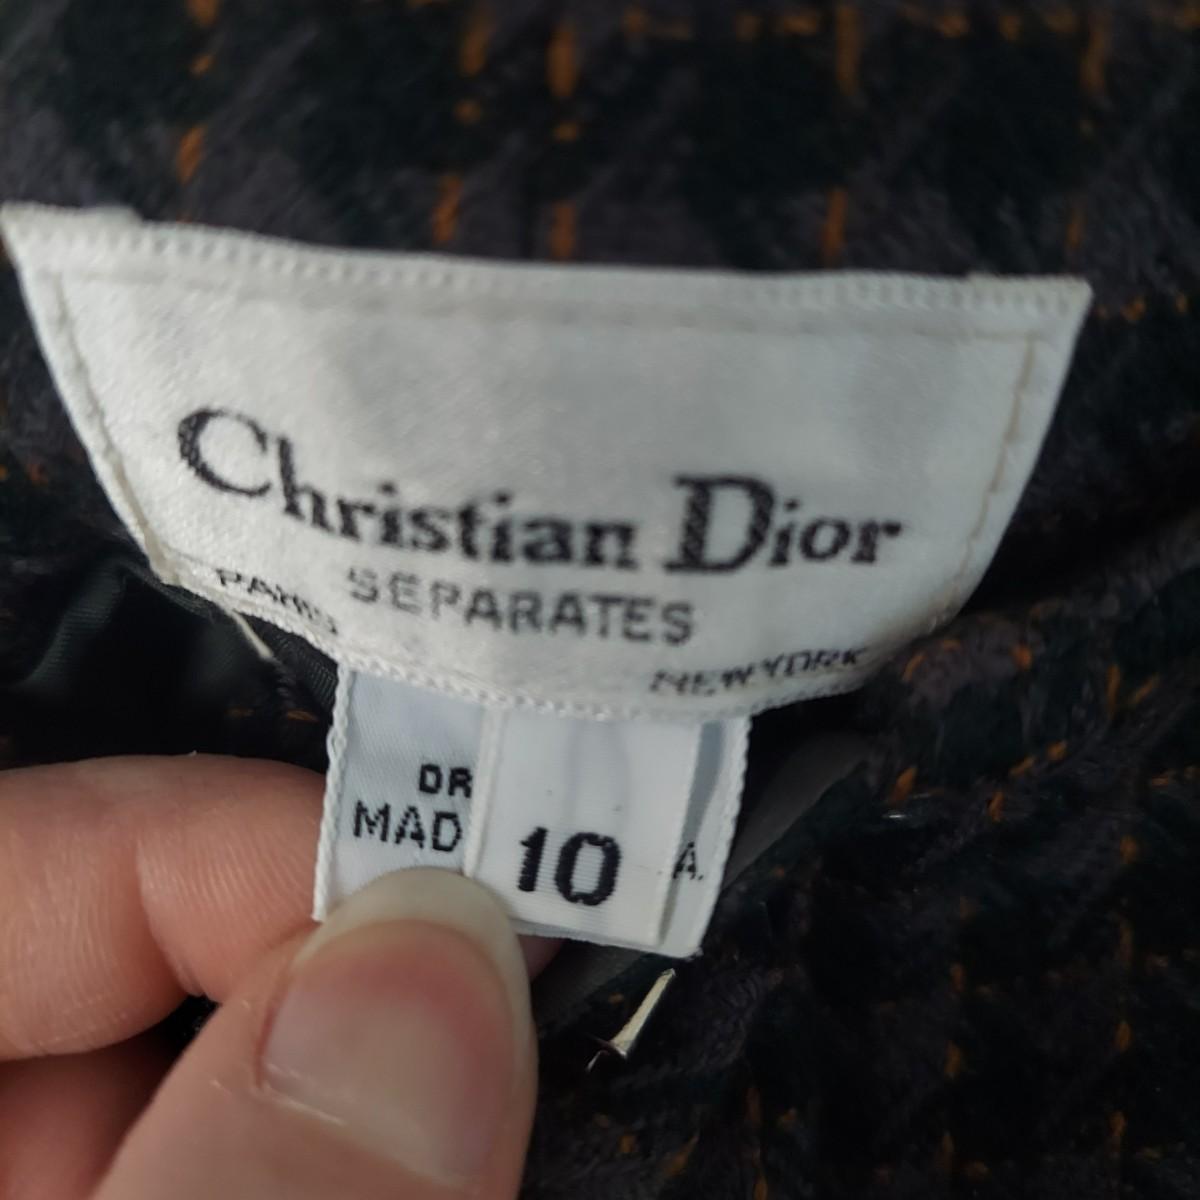 Christian Dior
SEPARATES
PARIS
NEW YORK
DR
MAD
10
A.